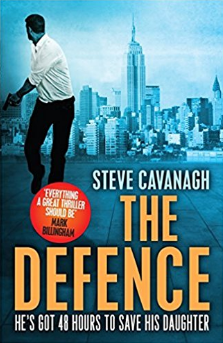 STEVE CAVANAGH
'EVERYTHING
A GREAT THRILLER
SHOULD BE'
MARK
BILLINGHAM
THE
DEFENCE
HE'S GOT 48 HOURS TO SAVE HIS DAUGHTER